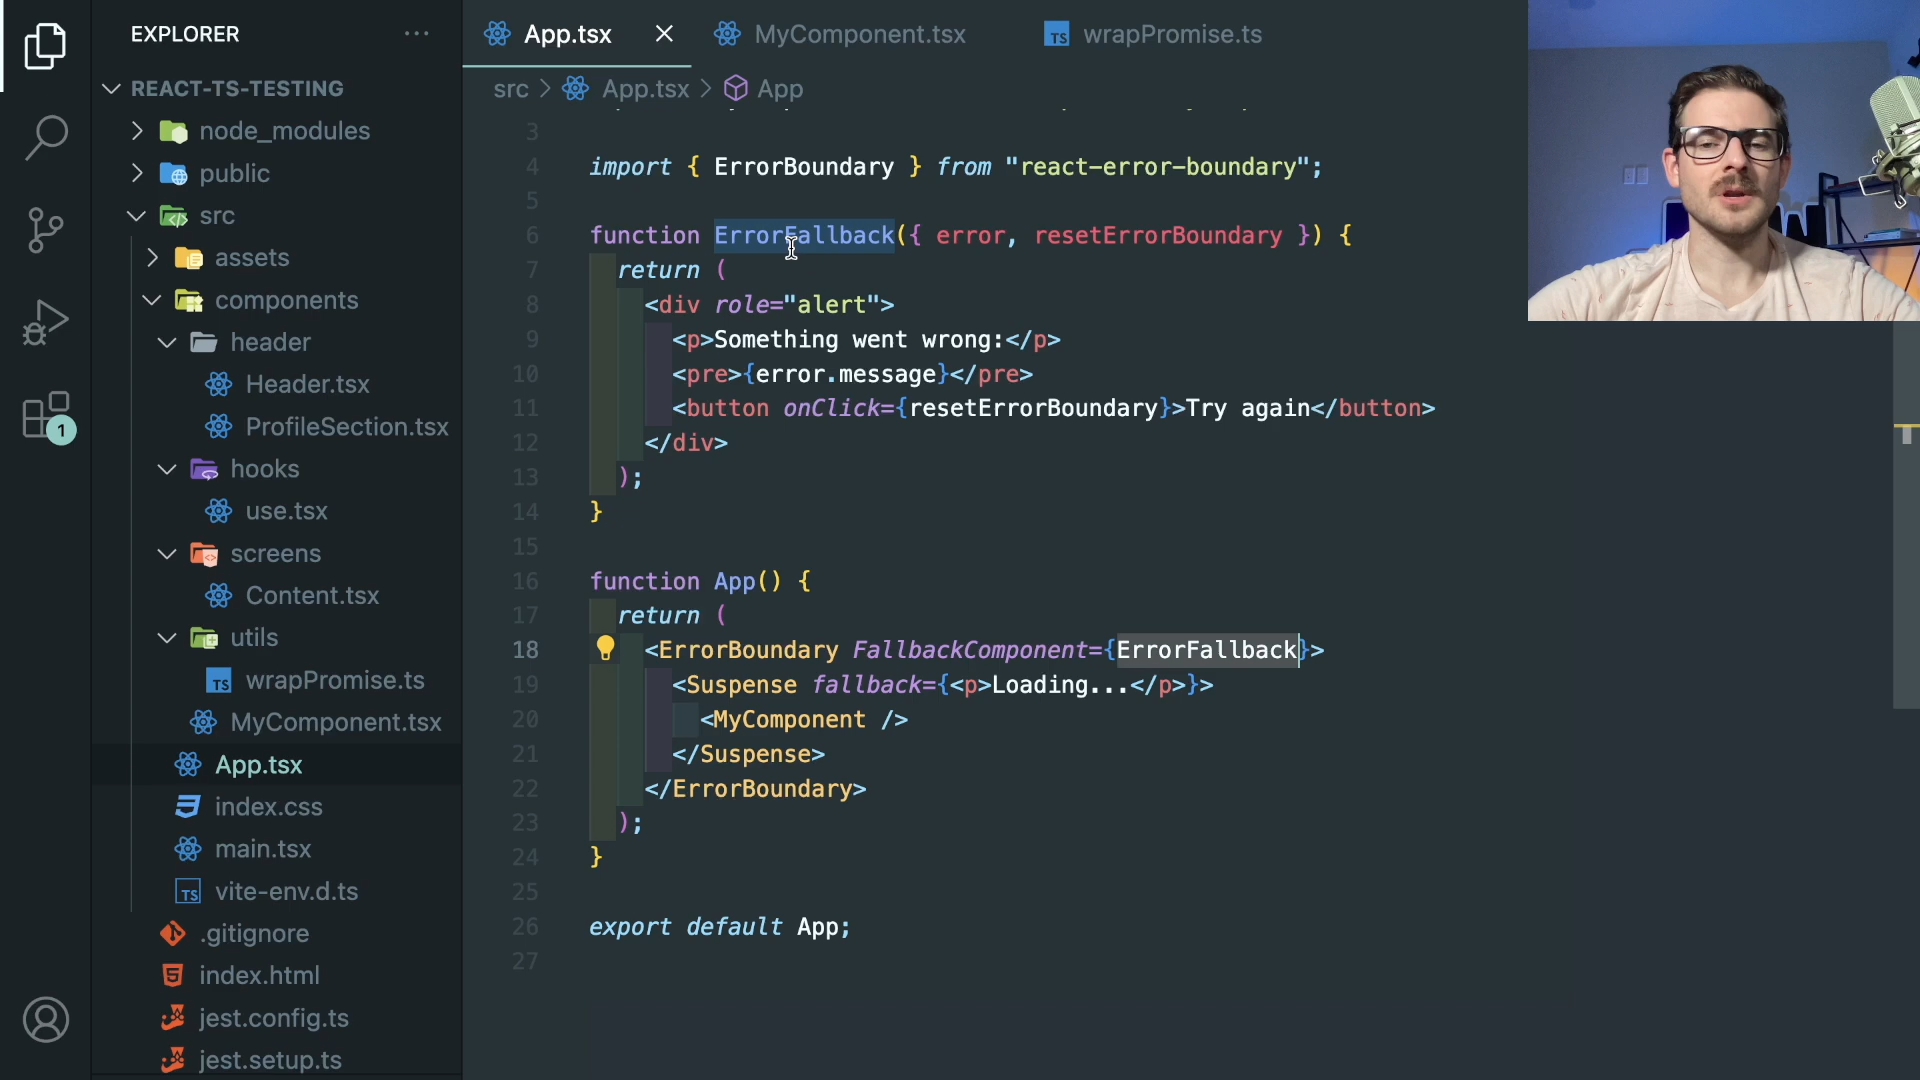 EXPLORER
REACT-TS-TESTING
node_modules
public
src
assets
components
header
Header.tsx
ProfileSection.tsx
hooks
use.tsx
screens
Content.tsx
utils
TS wrapPromise.ts
MyComponent.tsx
App.tsx
index.css
main.tsx
TS vite-env.d.ts
.gitignore
index.html
jest.config.ts
jest.setup.ts
1
App.tsx
MyComponent.tsx
TS wrapPromise.ts
src > App.tsx > App
3
4 import { ErrorBoundary } from "react-error-boundary";
5
6 function ErrorFallback({ error, resetErrorBoundary }) {
7 return (
8 <div role="alert">
9 <p>Something went wrong:</p>
10 <pre>{error.message}</pre>
11 <button onClick={resetErrorBoundary}>Try again</button>
12 </div>
13 );
14 }
15
16 function App() {
17 return (
18 <ErrorBoundary FallbackComponent={ErrorFallback}>
19 <Suspense fallback={<p>Loading...</p>}>
20 <MyComponent />
21 </Suspense>
22 </ErrorBoundary>
23 );
24 }
25
26 export default App;
27